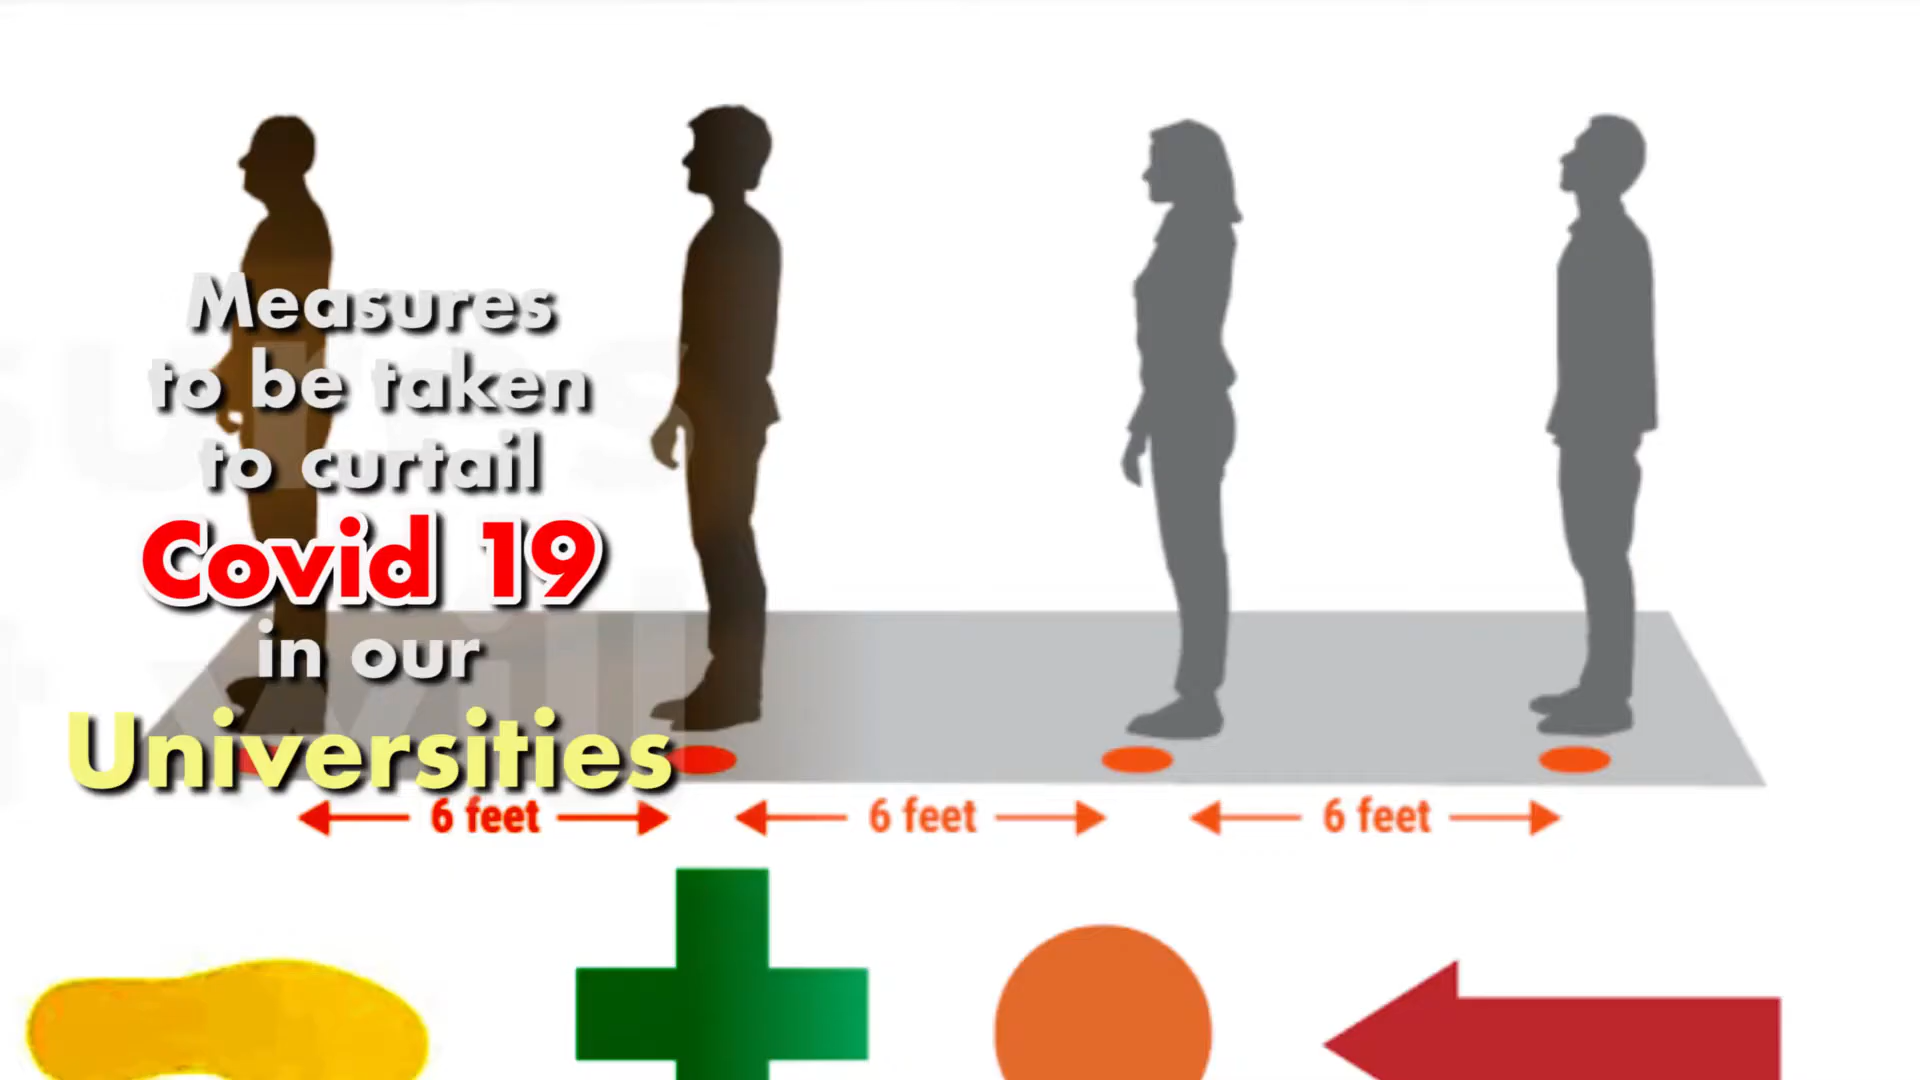 Measures
to be taken
to curtail
Covid 19
in our
Universities
6 feet 6 feet 6 feet